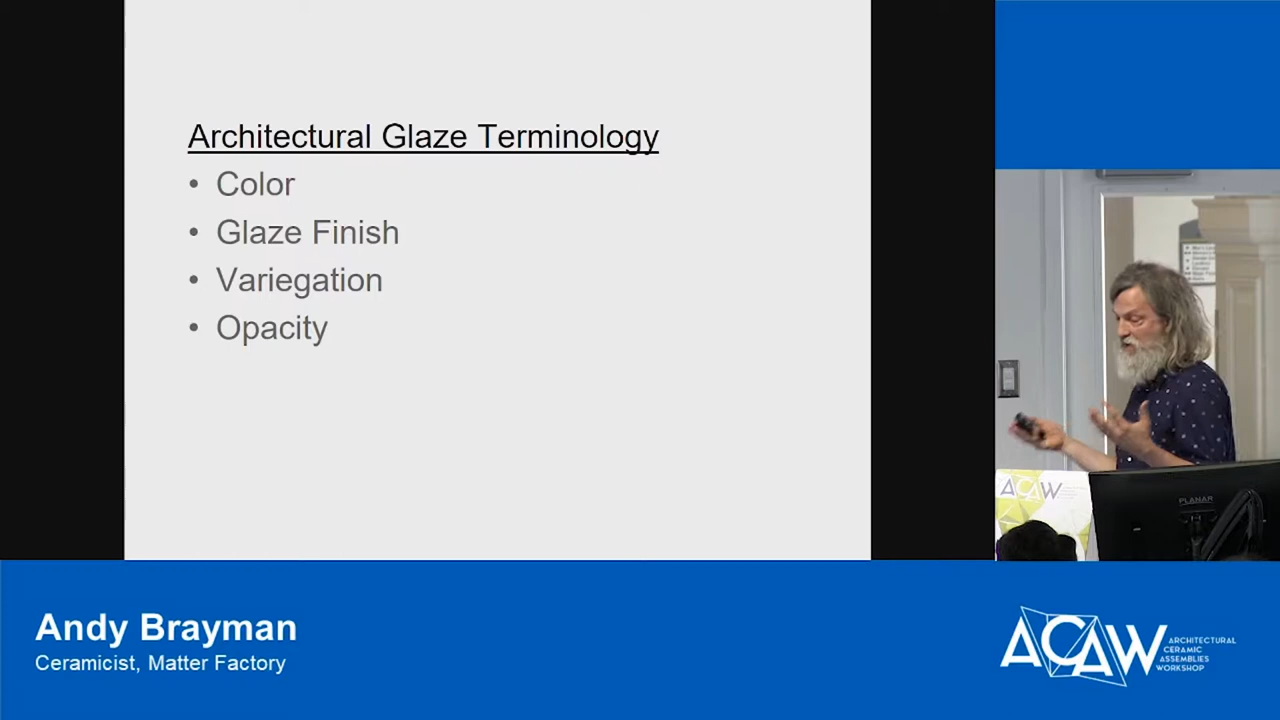 Architectural Glaze Terminology
• Color
• Glaze Finish
• Variegation
• Opacity
ACAW
PLANAR
Andy Brayman
Ceramicist, Matter Factory
ACAW
ARCHITECTURAL
CERAMIC
ASSEMBLIES
WORKSHOP